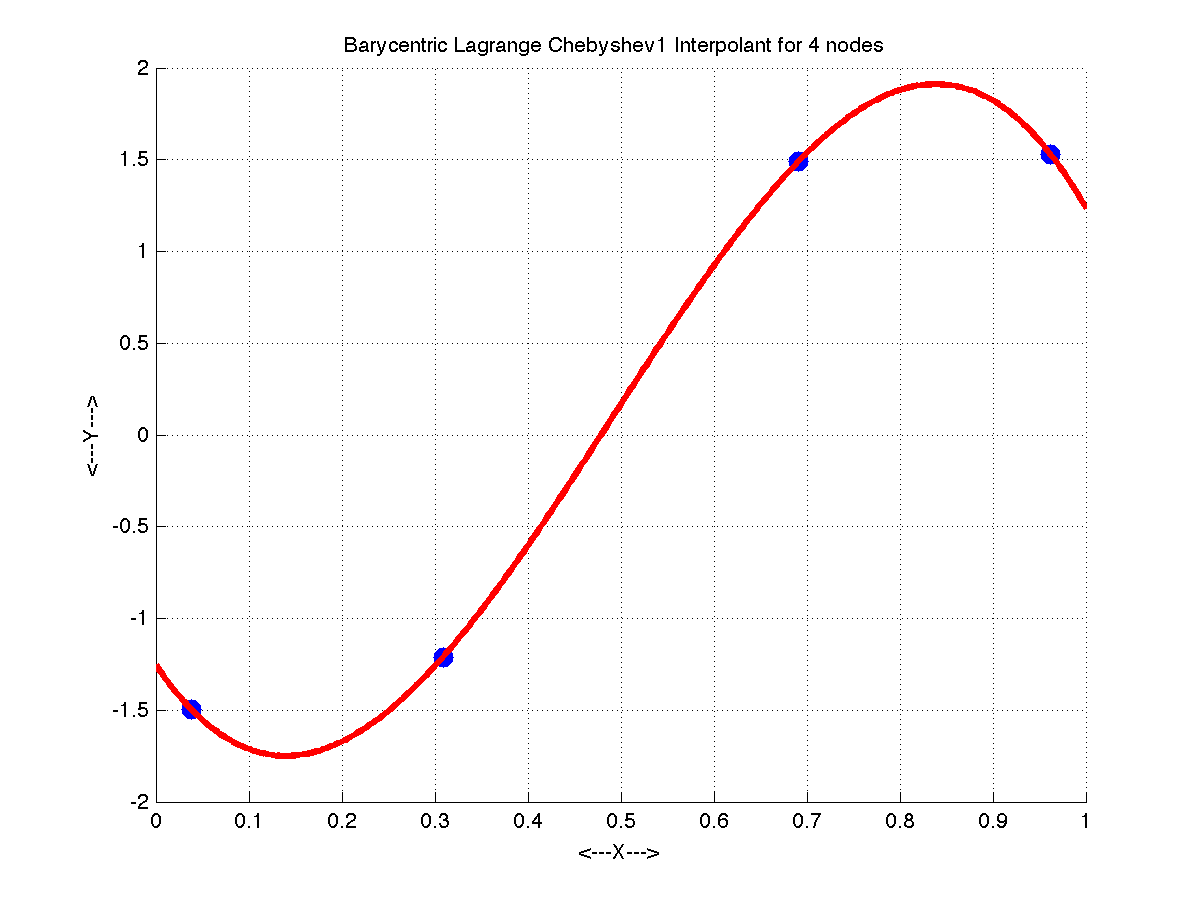 Barycentric Lagrange Chebyshev1 Interpolant for 4 nodes
2
1.5
1
0.5
0
-0.5
-1
-1.5
-2
<---Y--->
0 0.1 0.2 0.3 0.4 0.5 0.6 0.7 0.8 0.9 1
<---X--->